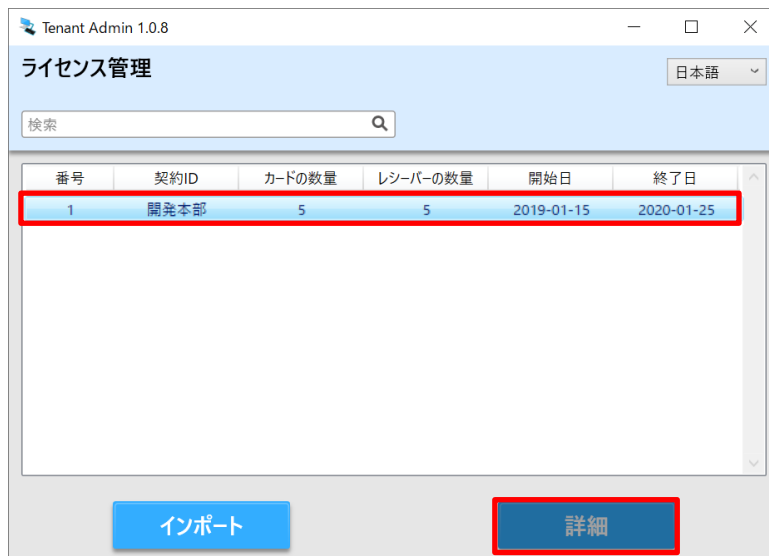 Tenant Admin 1.0.8
ライセンス管理
日本語
検索
番号 契約ID カードの数量 レシーバーの数量 開始日 終了日
1 開発本部 5 5 2019-01-15 2020-01-25
インポート 詳細